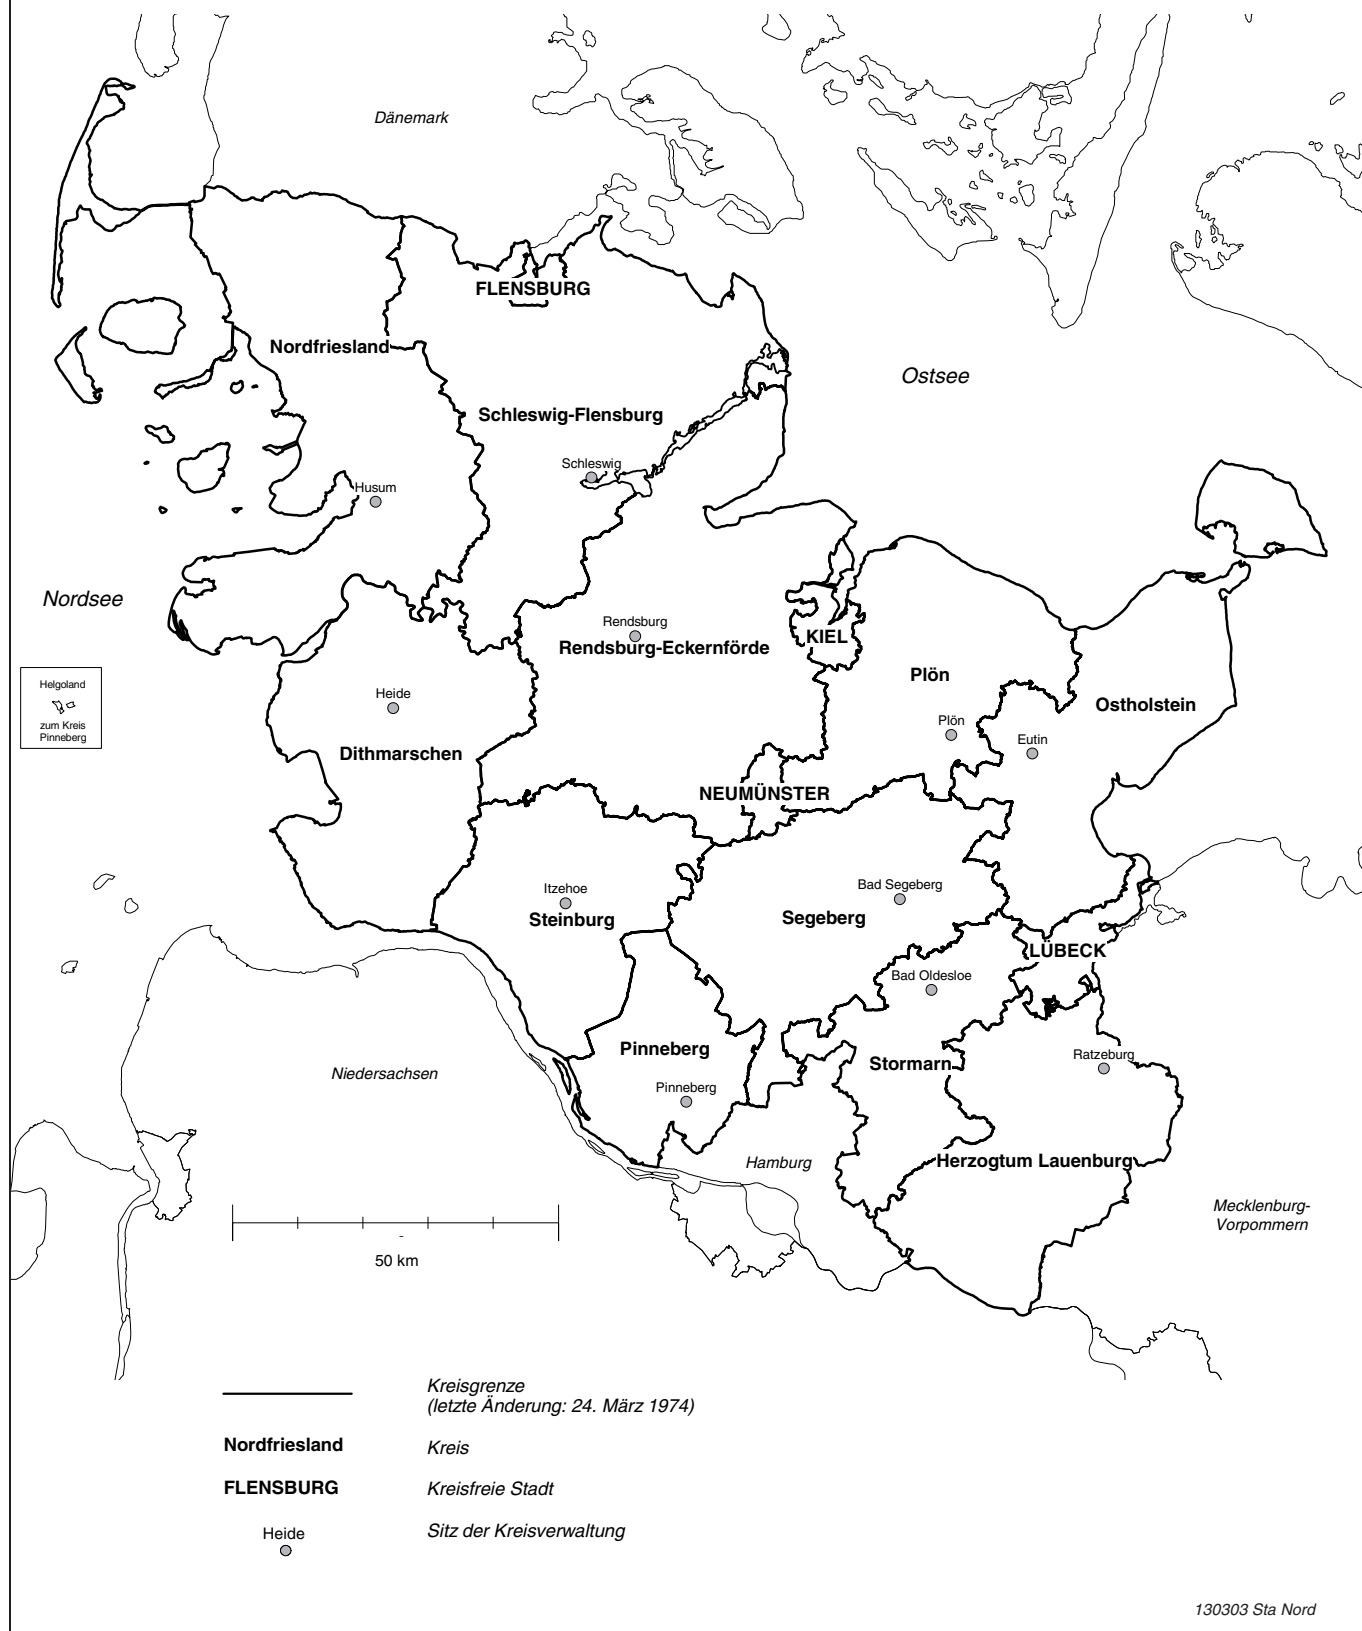 Dänemark
FLENSBURG
Nordfriesland
Ostsee
Schleswig-Flensburg
Schleswig
Husum
Nordsee
Rendsburg
KIEL
Rendsburg-Eckernförde
Plön
Helgoland
zum Kreis
Pinneberg
Heide
Ostholstein
Plön
Eutin
Dithmarschen
NEUMÜNSTER
Itzehoe
Steinburg
Bad Segeberg
Segeberg
LÜBECK
Bad Oldesloe
Pinneberg
Ratzeburg
Stormarn
Niedersachsen
Pinneberg
Hamburg
Herzogtum Lauenburg
Mecklenburg-
Vorpommern
50 km
Kreisgrenze
(letzte Änderung: 24. März 1974)
Nordfriesland
Kreis
FLENSBURG
Kreisfreie Stadt
Heide
Sitz der Kreisverwaltung
130303 Sta Nord